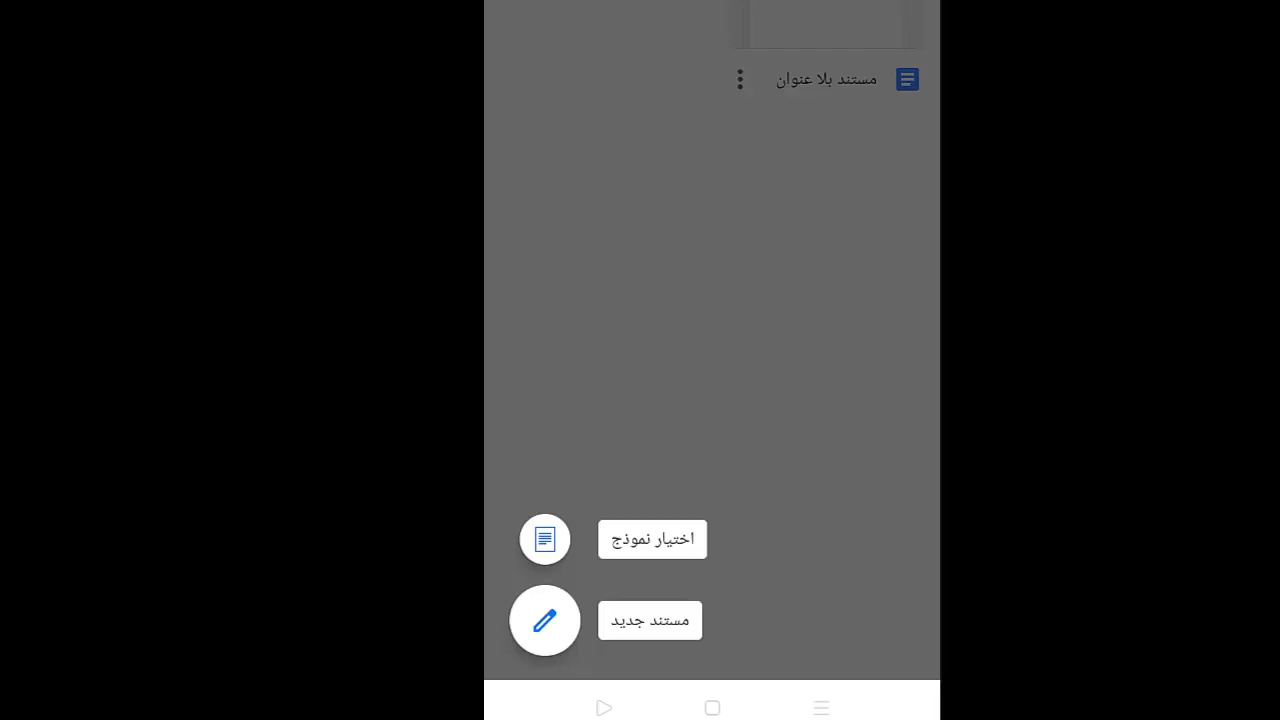 مستند بلا عنوان
اختيار نموذج
مستند جديد